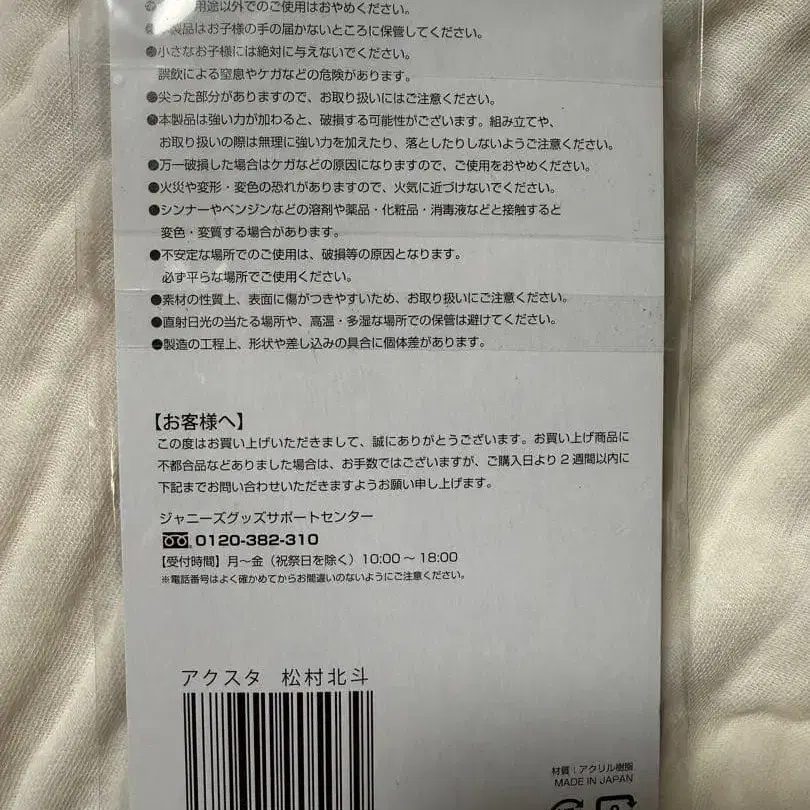 用途以外でのご使用はおやめください。
製品はお子様の手の届かないところに保管してください。
●小さなお子様には絶対に与えないでください。
誤飲による窒息やケガなどの危険があります。
●尖った部分がありますので、お取り扱いにはご注意ください。
●本製品は強い力が加わると、破損する可能性がございます。組み立てや、
お取り扱いの際は無理に強い力を加えたり、落としたりしないようご注意ください。
●万一破損した場合はケガなどの原因になりますので、ご使用をおやめください。
●火災や変形・変色の恐れがありますので、火気に近づけないでください。
●シンナーやベンジンなどの溶剤や薬品・化粧品・消毒液などと接触すると
変色・変質する場合があります。
●不安定な場所でのご使用は、破損等の原因となります。
必ず平らな場所でご使用ください。
●素材の性質上、表面に傷がつきやすいため、お取り扱いにご注意ください。
●直射日光の当たる場所や、高温・多湿な場所での保管は避けてください。
●製造の工程上、形状や差し込みの具合に個体差があります。
【お客様へ】
この度はお買い上げいただきまして、誠にありがとうございます。お買い上げ商品に
不都合品などありました場合は、お手数ではございますが、ご購入日より2週間以内に
下記までお問い合わせいただきますようお願い申し上げます。
ジャニーズグッズサポートセンター
0120-382-310
【受付時間】月〜金（祝祭日を除く）10:00〜18:00
※電話番号はよく確かめてからお間違いのないようにご注意ください。
アクスタ 松村北斗
材質：アクリル樹脂
MADE IN JAPAN